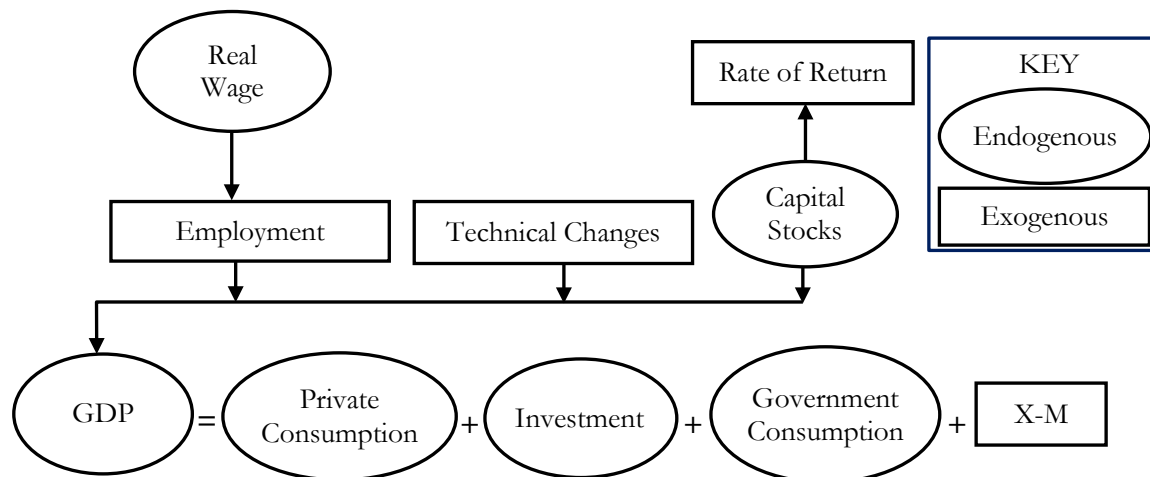 Real
Wage
Rate of Return
KEY
Endogenous
Exogenous
Employment
Technical Changes
Capital
Stocks
GDP
=
Private
Consumption
+
Investment
+
Government
Consumption
+
X-M